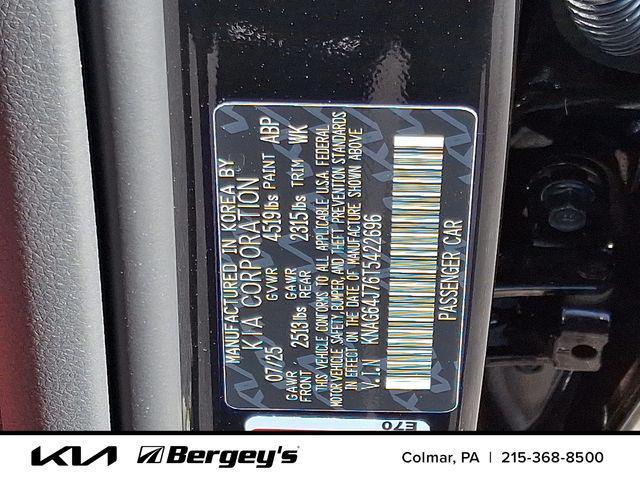 MANUFACTURED IN KOREA BY
KIA CORPORATION
07/25 GVWR 4519lbs PAINT ABP
GAWR FRONT 2513lbs GAWR REAR 2315lbs TRIM WK
THIS VEHICLE CONFORMS TO ALL APPLICABLE U.S.A. FEDERAL
MOTOR VEHICLE SAFETY, BUMPER, AND THEFT PREVENTION STANDARDS
IN EFFECT ON THE DATE OF MANUFACTURE SHOWN ABOVE
V.I.N KNAG64J76T5422696
PASSENGER CAR
E70
KIA Bergey's Colmar, PA | 215-368-8500